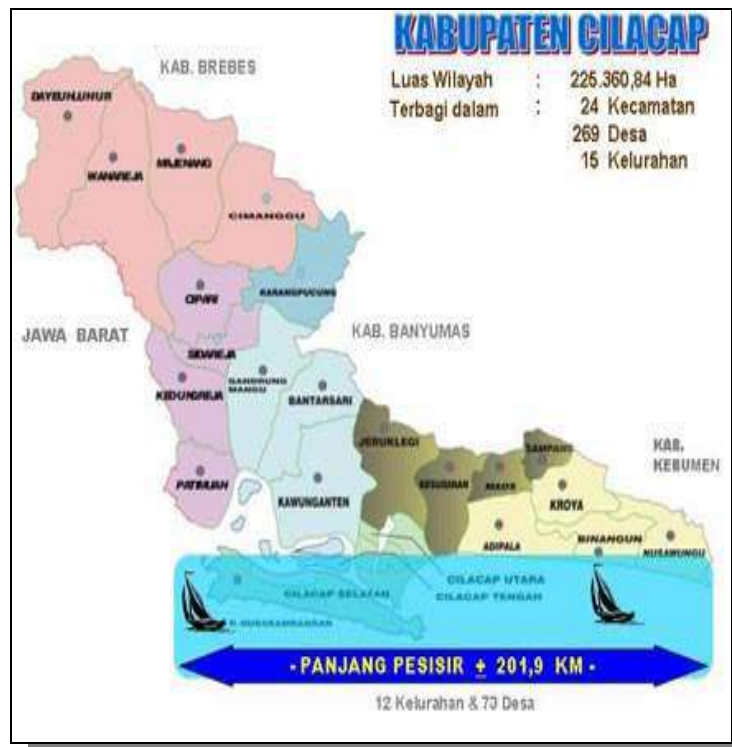 KABUPATEN CILACAP
Luas Wilayah : 225.360,84 Ha
Terbagi dalam : 24 Kecamatan
269 Desa
15 Kelurahan
KAB. BREBES
DAYEUHLUHUR
WANAREJA
MAJENANG
CIMANGGU
CIPARI
KARANGPUCUNG
JAWA BARAT
KAB. BANYUMAS
SIDAREJA
KEDUNGREJA
GANDRUNG
MANGU
BANTARSARI
PATIMUAN
KAWUNGANTEN
JERUKLEGI
KESUGIHAN
MAOS
SAMPANG
KAB.
KEBUMEN
KROYA
ADIPALA
BINANGUN
NUSAWUNGU
CILACAP UTARA
CILACAP SELATAN
CILACAP TENGAH
P. NUSAKAMBANGAN
- PANJANG PESISIR ± 201,9 KM -
12 Kelurahan & 73 Desa